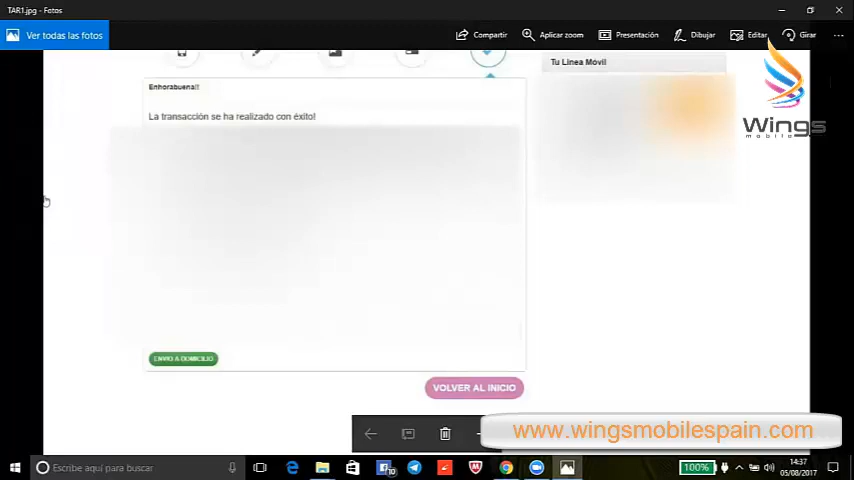 TAR1.jpg - Fotos
Ver todas las fotos
Compartir
Aplicar zoom
Presentación
Dibujar
Editar
Girar
Enhorabuena!!
La transacción se ha realizado con éxito!
Tu Linea Móvil
Wings
mobile
ENVIO A DOMICILIO
VOLVER AL INICIO
www.wingsmobilespain.com
Escribe aquí para buscar
100%
14:37
05/08/2017